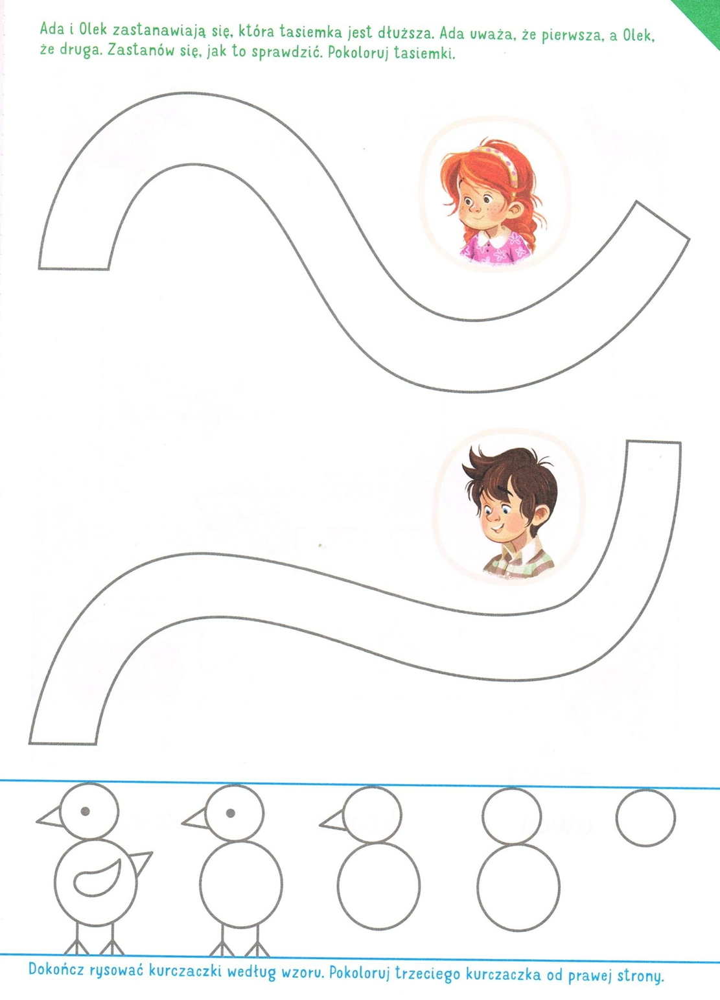 Ada i Olek zastanawiają się, która tasiemka jest dłuższa. Ada uważa, że pierwsza, a Olek,
że druga. Zastanów się, jak to sprawdzić. Pokoloruj tasiemki.
Dokończ rysować kurczaczki według wzoru. Pokoloruj trzeciego kurczaczka od prawej strony.